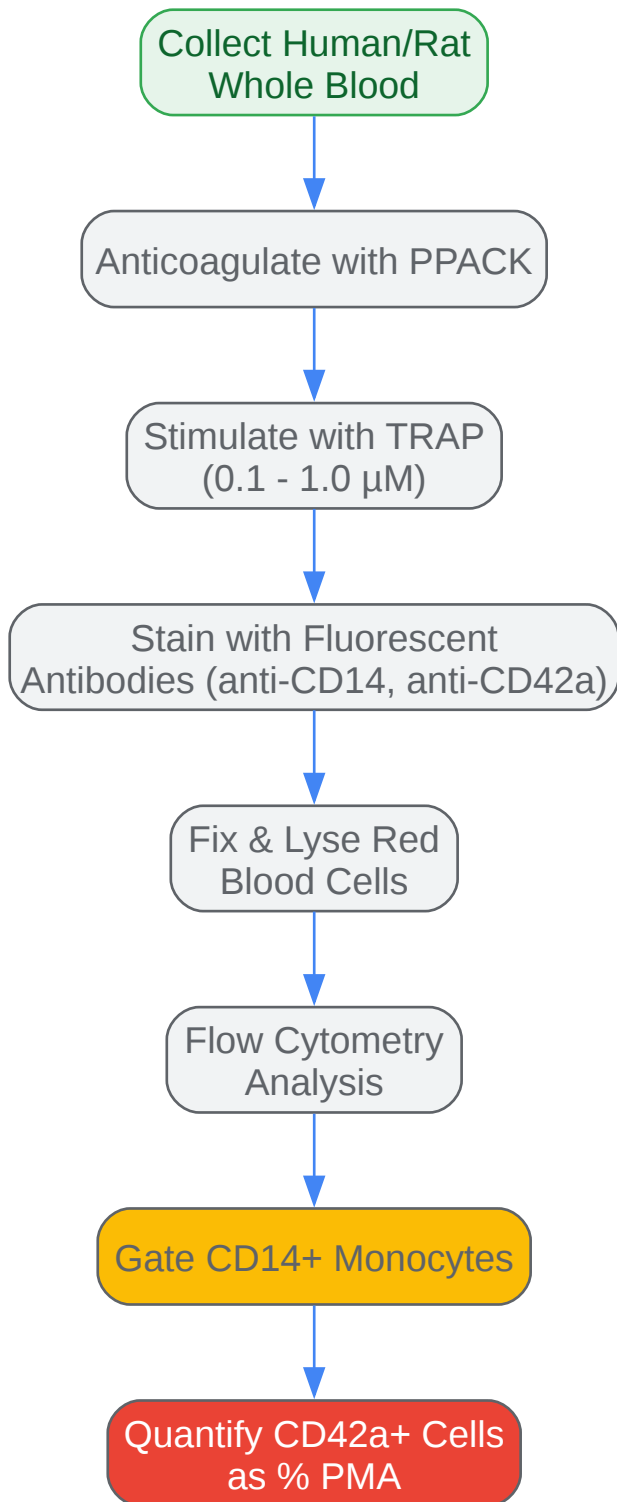 Collect Human/Rat
Whole Blood
Anticoagulate with PPACK
Stimulate with TRAP
(0.1 - 1.0 µM)
Stain with Fluorescent
Antibodies (anti-CD14, anti-CD42a)
Fix & Lyse Red
Blood Cells
Flow Cytometry
Analysis
Gate CD14+ Monocytes
Quantify CD42a+ Cells
as % PMA